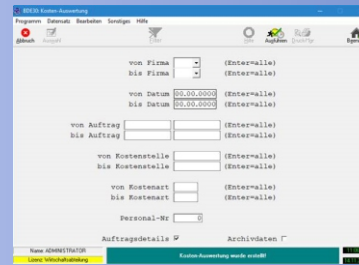 BDE30: Kosten-Auswertung
Programm Datensatz Bearbeiten Sonstiges Hilfe
Abbruch Ausführen
von Firma (Enter=alle)
bis Firma (Enter=alle)
von Datum 00.00.0000 (Enter=alle)
bis Datum 00.00.0000 (Enter=alle)
von Auftrag (Enter=alle)
bis Auftrag (Enter=alle)
von Kostenstelle (Enter=alle)
bis Kostenstelle (Enter=alle)
von Kostenart (Enter=alle)
bis Kostenart (Enter=alle)
Personal-Nr 0
Auftragsdetails Archivdaten
Name: ADMINISTRATOR
Lizenz: Wirtschaftsabteilung
Kosten-Auswertung wurde erstellt!